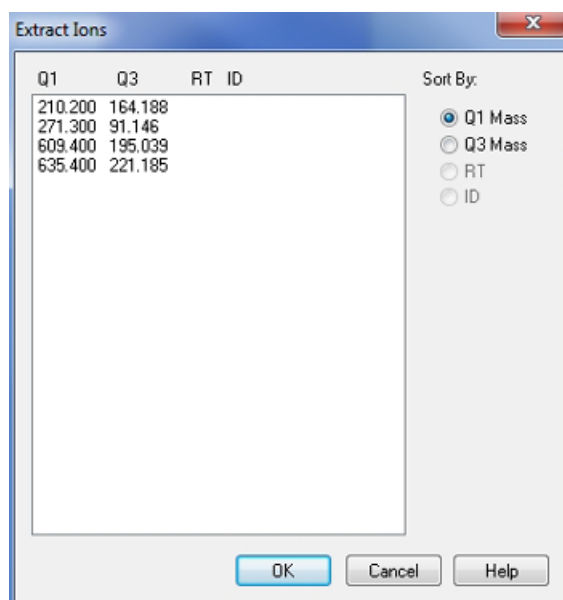 Extract Ions
x
Q1 Q3 RT ID
Sort By:
210.200 164.188
271.300 91.146
609.400 195.039
635.400 221.185
Q1 Mass
Q3 Mass
RT
ID
OK Cancel Help